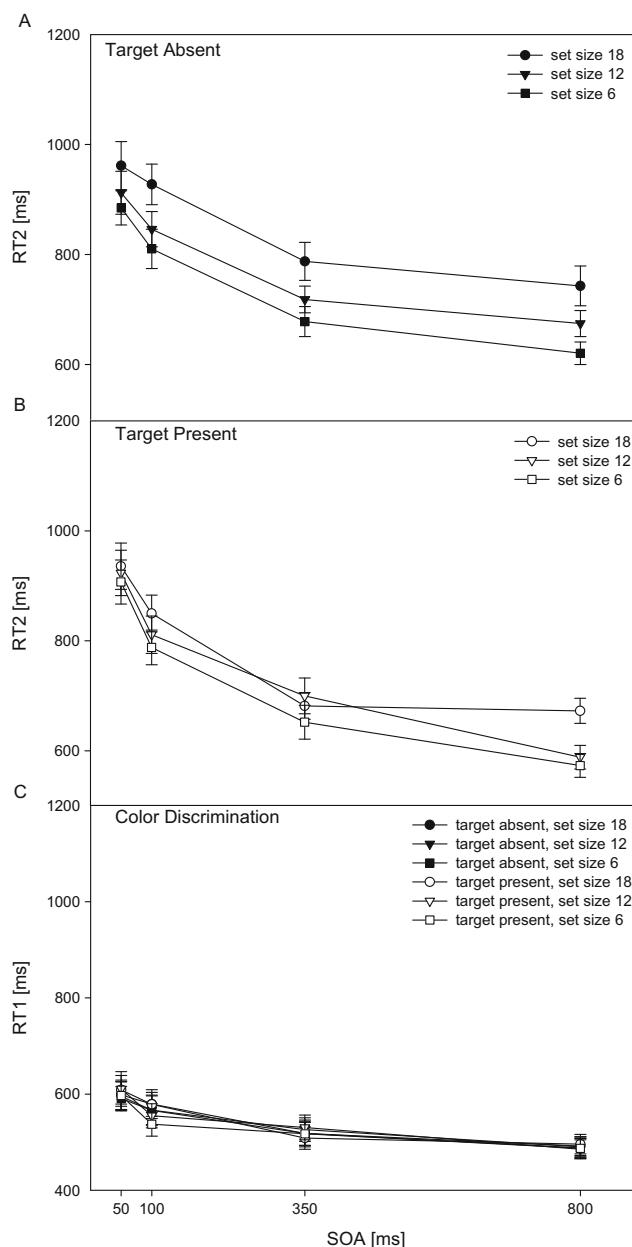 A
1200
Target Absent
set size 18
set size 12
set size 6
1000
RT2 [ms]
800
600
B
1200
Target Present
set size 18
set size 12
set size 6
1000
RT2 [ms]
800
600
C
1200
Color Discrimination
target absent, set size 18
target absent, set size 12
target absent, set size 6
target present, set size 18
target present, set size 12
target present, set size 6
1000
RT1 [ms]
800
600
400
50 100 350 800
SOA [ms]